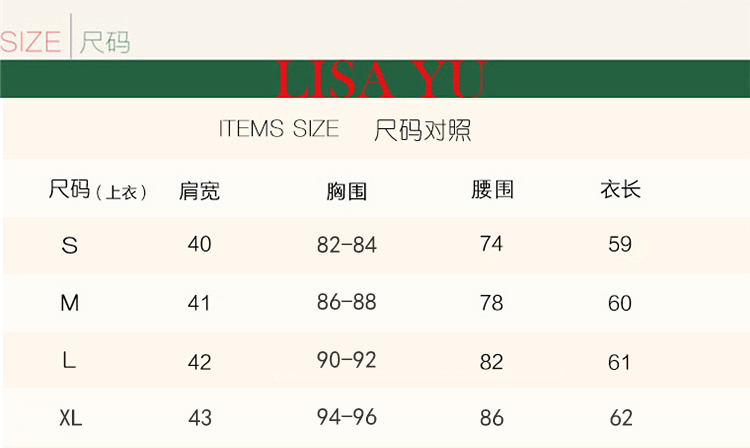 SIZE 尺码
LISA YU
ITEMS SIZE 尺码对照
尺码(上衣) 肩宽 胸围 腰围 衣长
S 40 82-84 74 59
M 41 86-88 78 60
L 42 90-92 82 61
XL 43 94-96 86 62